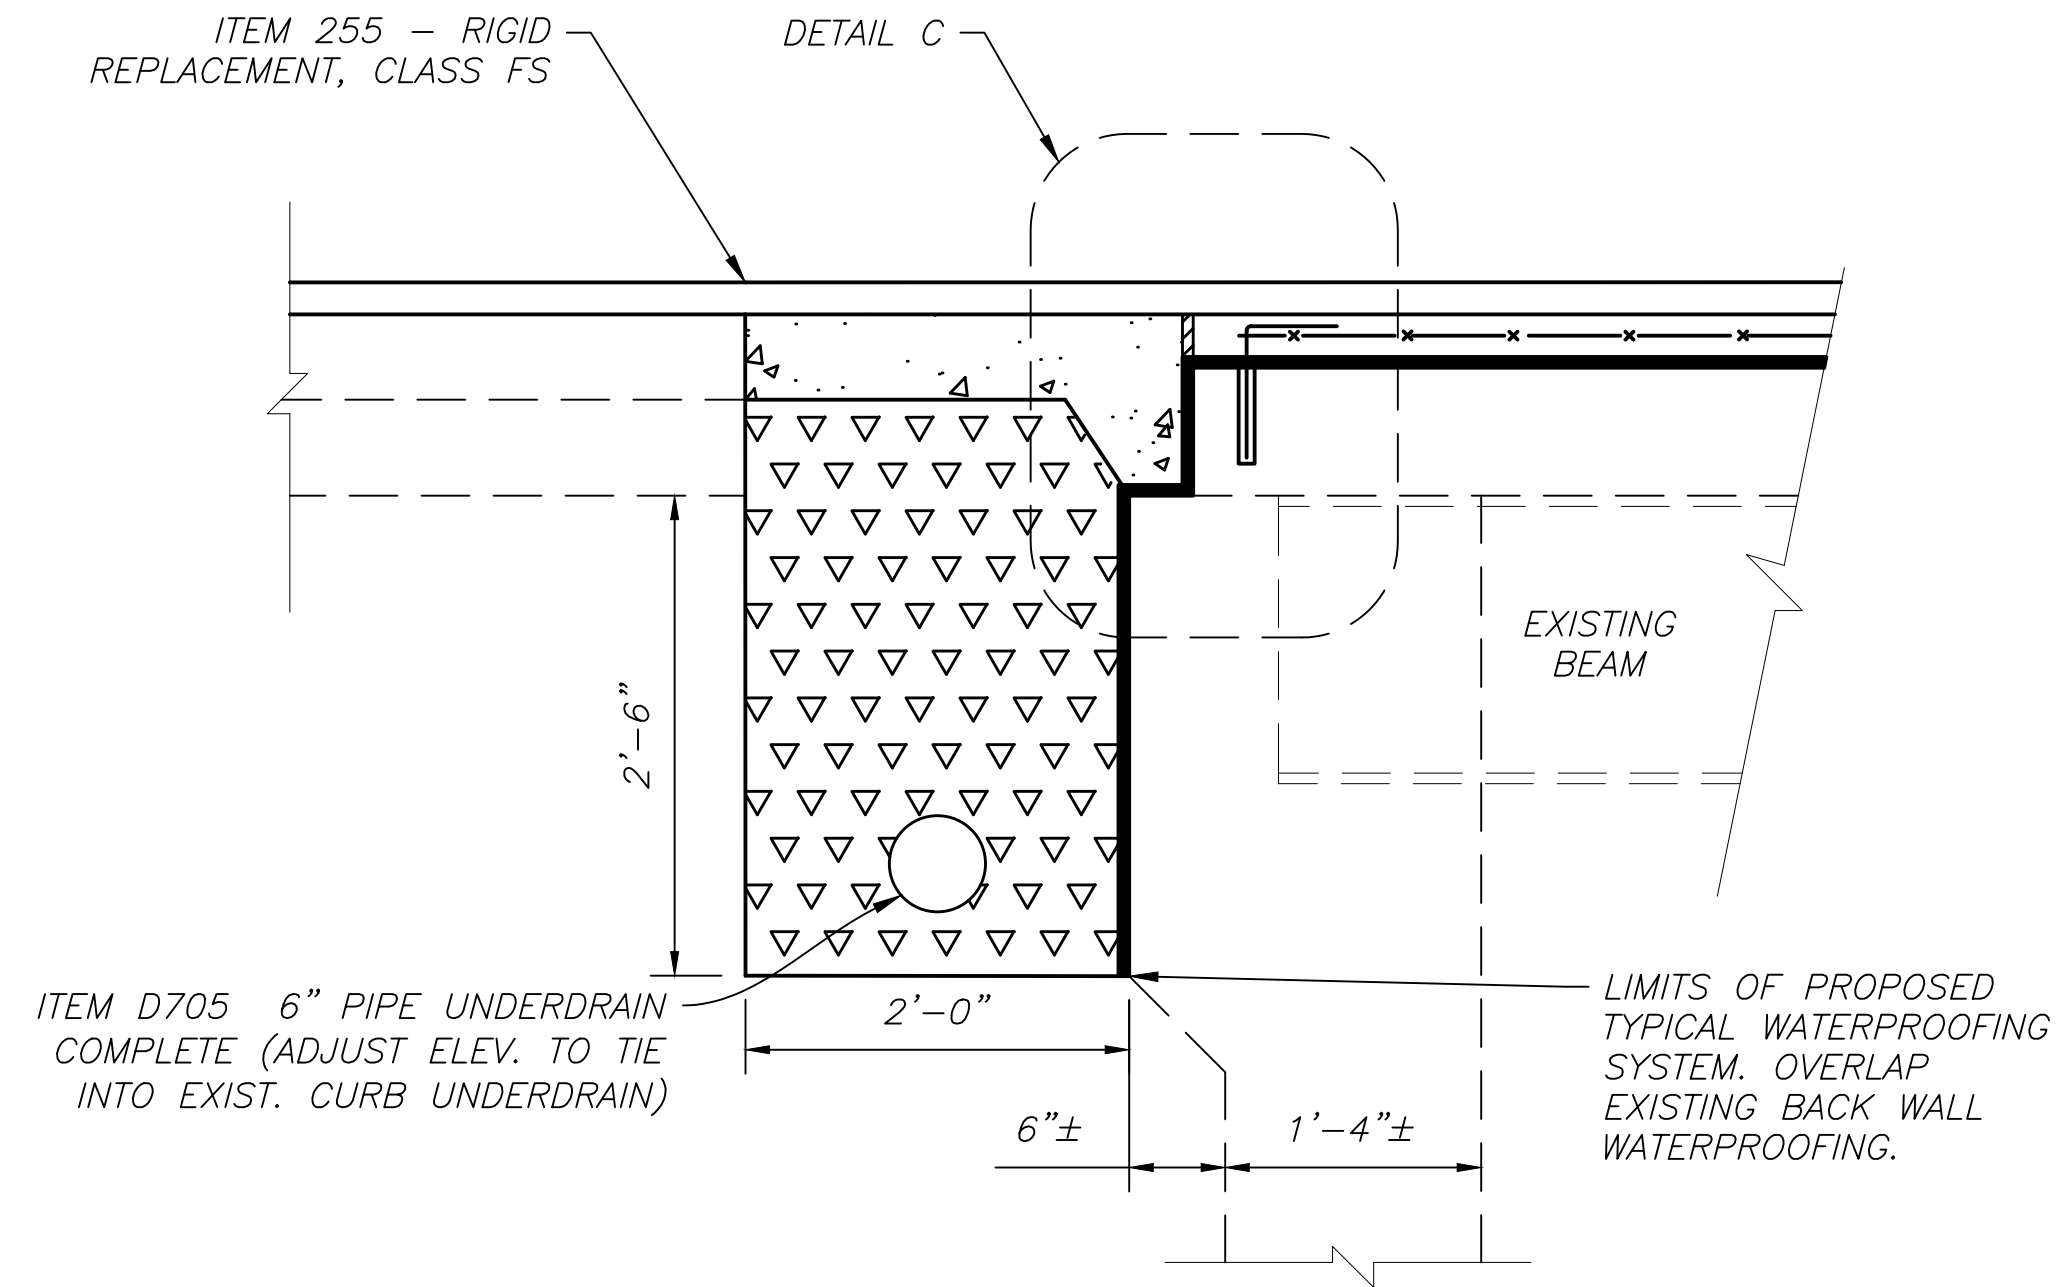 ITEM 255 – RIGID
REPLACEMENT, CLASS FS
DETAIL C
EXISTING
BEAM
2'–6"
ITEM D705 6" PIPE UNDERDRAIN
COMPLETE (ADJUST ELEV. TO TIE
INTO EXIST. CURB UNDERDRAIN)
2'–0"
LIMITS OF PROPOSED
TYPICAL WATERPROOFING
SYSTEM. OVERLAP
EXISTING BACK WALL
WATERPROOFING.
6"±
1'–4"±